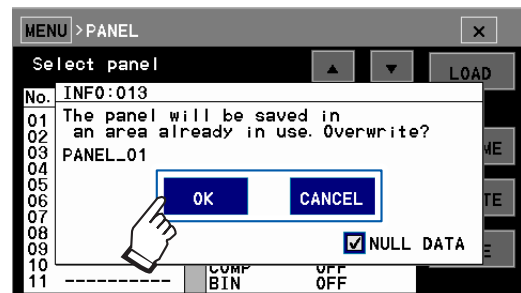 MENU >PANEL ×
Select panel ▲ ▼ LOAD
No. INFO:013
01 The panel will be saved in
02 an area already in use. Overwrite?
03 PANEL_01 ME
04
05
06 OK CANCEL TE
07
08
09 NULL DATA E
10 COMP OFF
11 ----------- BIN OFF